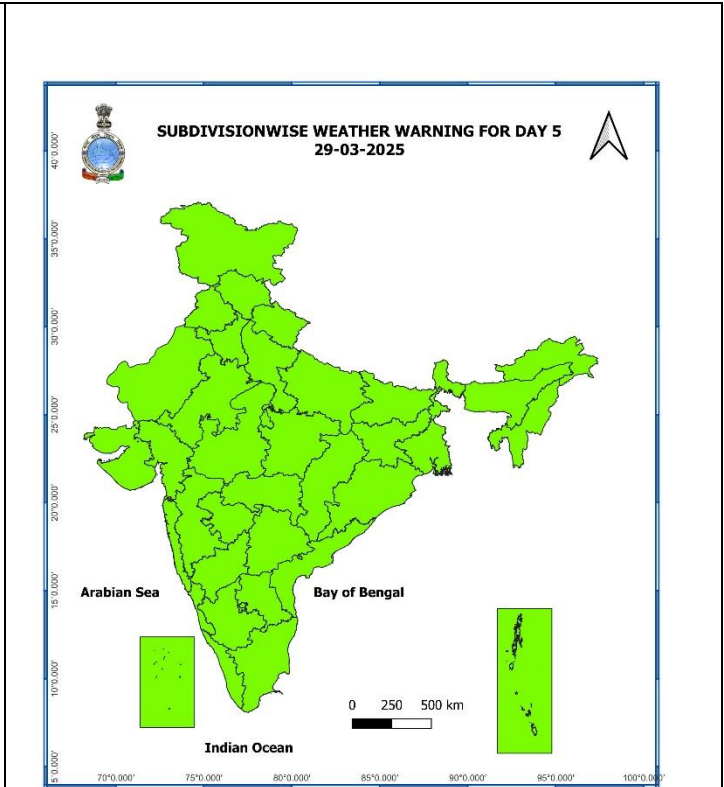 SUBDIVISIONWISE WEATHER WARNING FOR DAY 5
29-03-2025
40°0.000'
35°0.000'
30°0.000'
25°0.000'
20°0.000'
15°0.000'
10°0.000'
5°0.000'
Arabian Sea
Bay of Bengal
0 250 500 km
Indian Ocean
70°0.000' 75°0.000' 80°0.000' 85°0.000' 90°0.000' 95°0.000' 100°0.000'